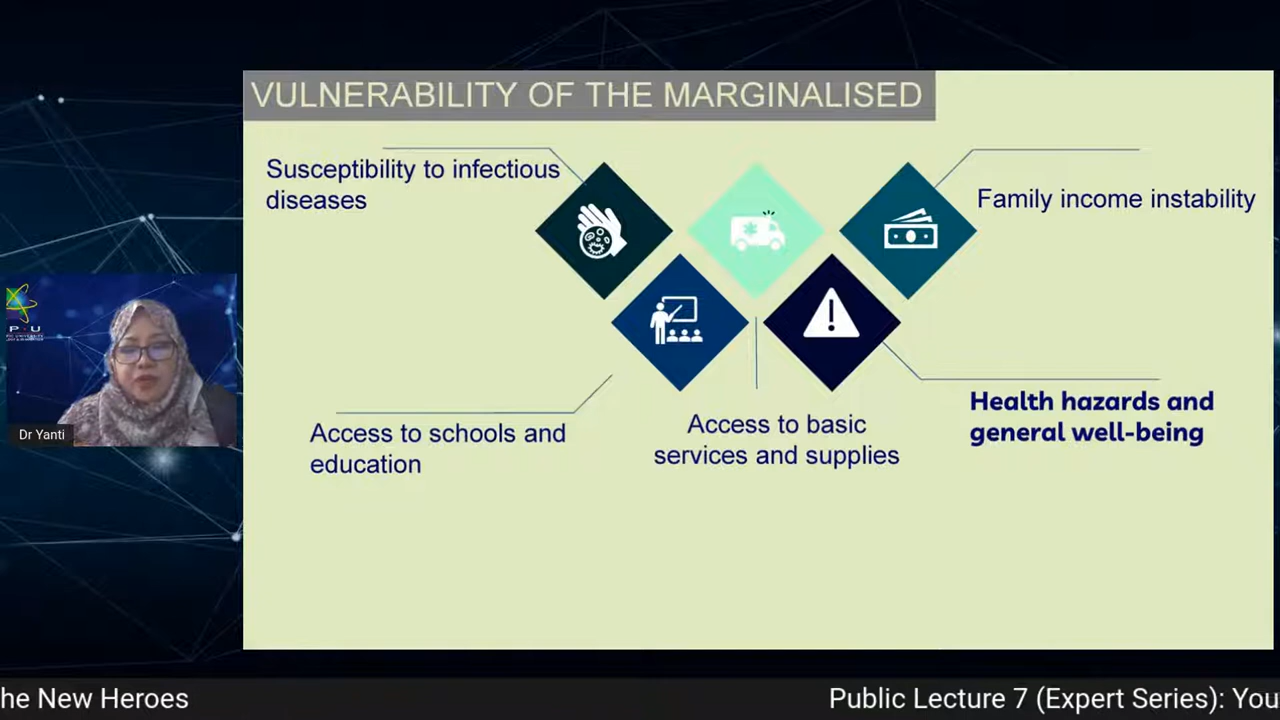 VULNERABILITY OF THE MARGINALISED
Susceptibility to infectious
diseases
Family income instability
Access to schools and
education
Access to basic
services and supplies
Health hazards and
general well-being
P U
Dr Yanti
he New Heroes
Public Lecture 7 (Expert Series): You